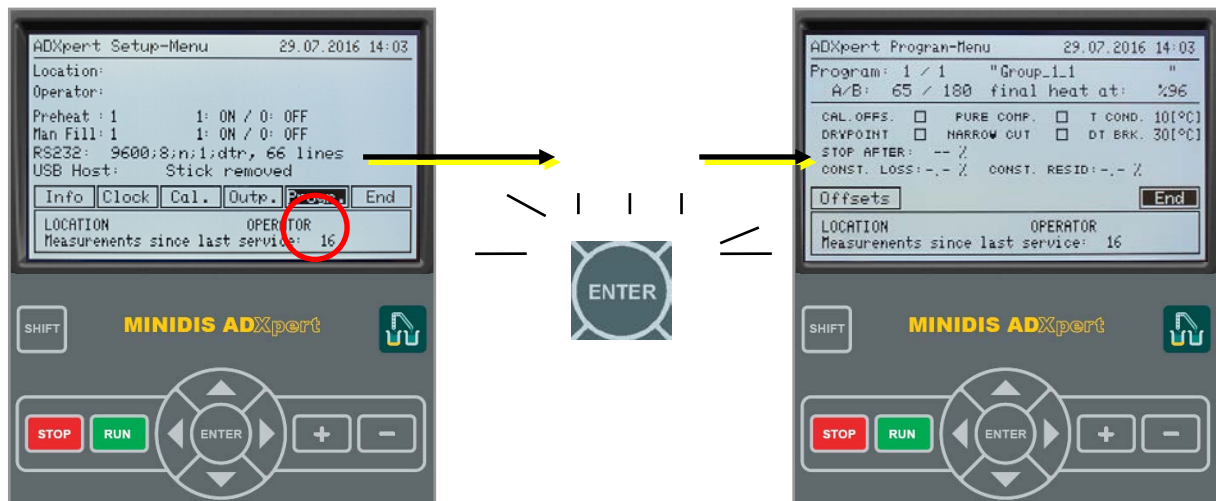 ADXpert Setup-Menu 29.07.2016 14:03
Location:
Operator:
Preheat : 1 1: ON / 0: OFF
Man Fill: 1 1: ON / 0: OFF
RS232: 9600;8;n;1;dtr, 66 lines
USB Host: Stick removed
Info Clock Cal. Outp. Progr. End
LOCATION OPERATOR
Measurements since last service: 16
SHIFT
MINIDIS ADXpert
STOP RUN ENTER + −
ENTER
ADXpert Program-Menu 29.07.2016 14:03
Program: 1 / 1 "Group_1_1 "
A/B: 65 / 180 final heat at: %96
CAL.OFFS. PURE COMP. T COND. 10[°C]
DRYPOINT NARROW CUT DT BRK. 30[°C]
STOP AFTER: -- %
CONST. LOSS:-.- % CONST. RESID:-.- %
Offsets End
LOCATION OPERATOR
Measurements since last service: 16
SHIFT
MINIDIS ADXpert
STOP RUN ENTER + −